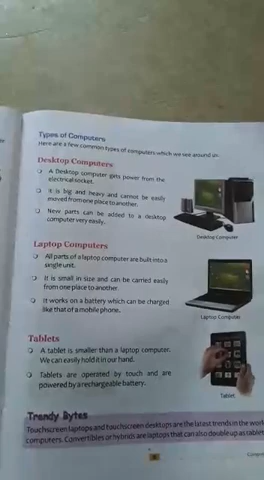 Types of Computers
Here are a few common types of computers which we see around us.
Desktop Computers
A Desktop computer gets power from the
electrical socket.
It is big and heavy and cannot be easily
moved from one place to another.
New parts can be added to a desktop
computer very easily.
Desktop Computer
Laptop Computers
All parts of a laptop computer are built into a
single unit.
It is small in size and can be carried easily
from one place to another.
It works on a battery which can be charged
like that of a mobile phone.
Laptop Computer
Tablets
A tablet is smaller than a laptop computer.
We can easily hold it in our hand.
Tablets are operated by touch and are
powered by a rechargeable battery.
Tablet
Trendy Bytes
Touchscreen laptops and touchscreen desktops are the latest trends in the
computers. Convertibles or hybrids are laptops that can also double up as